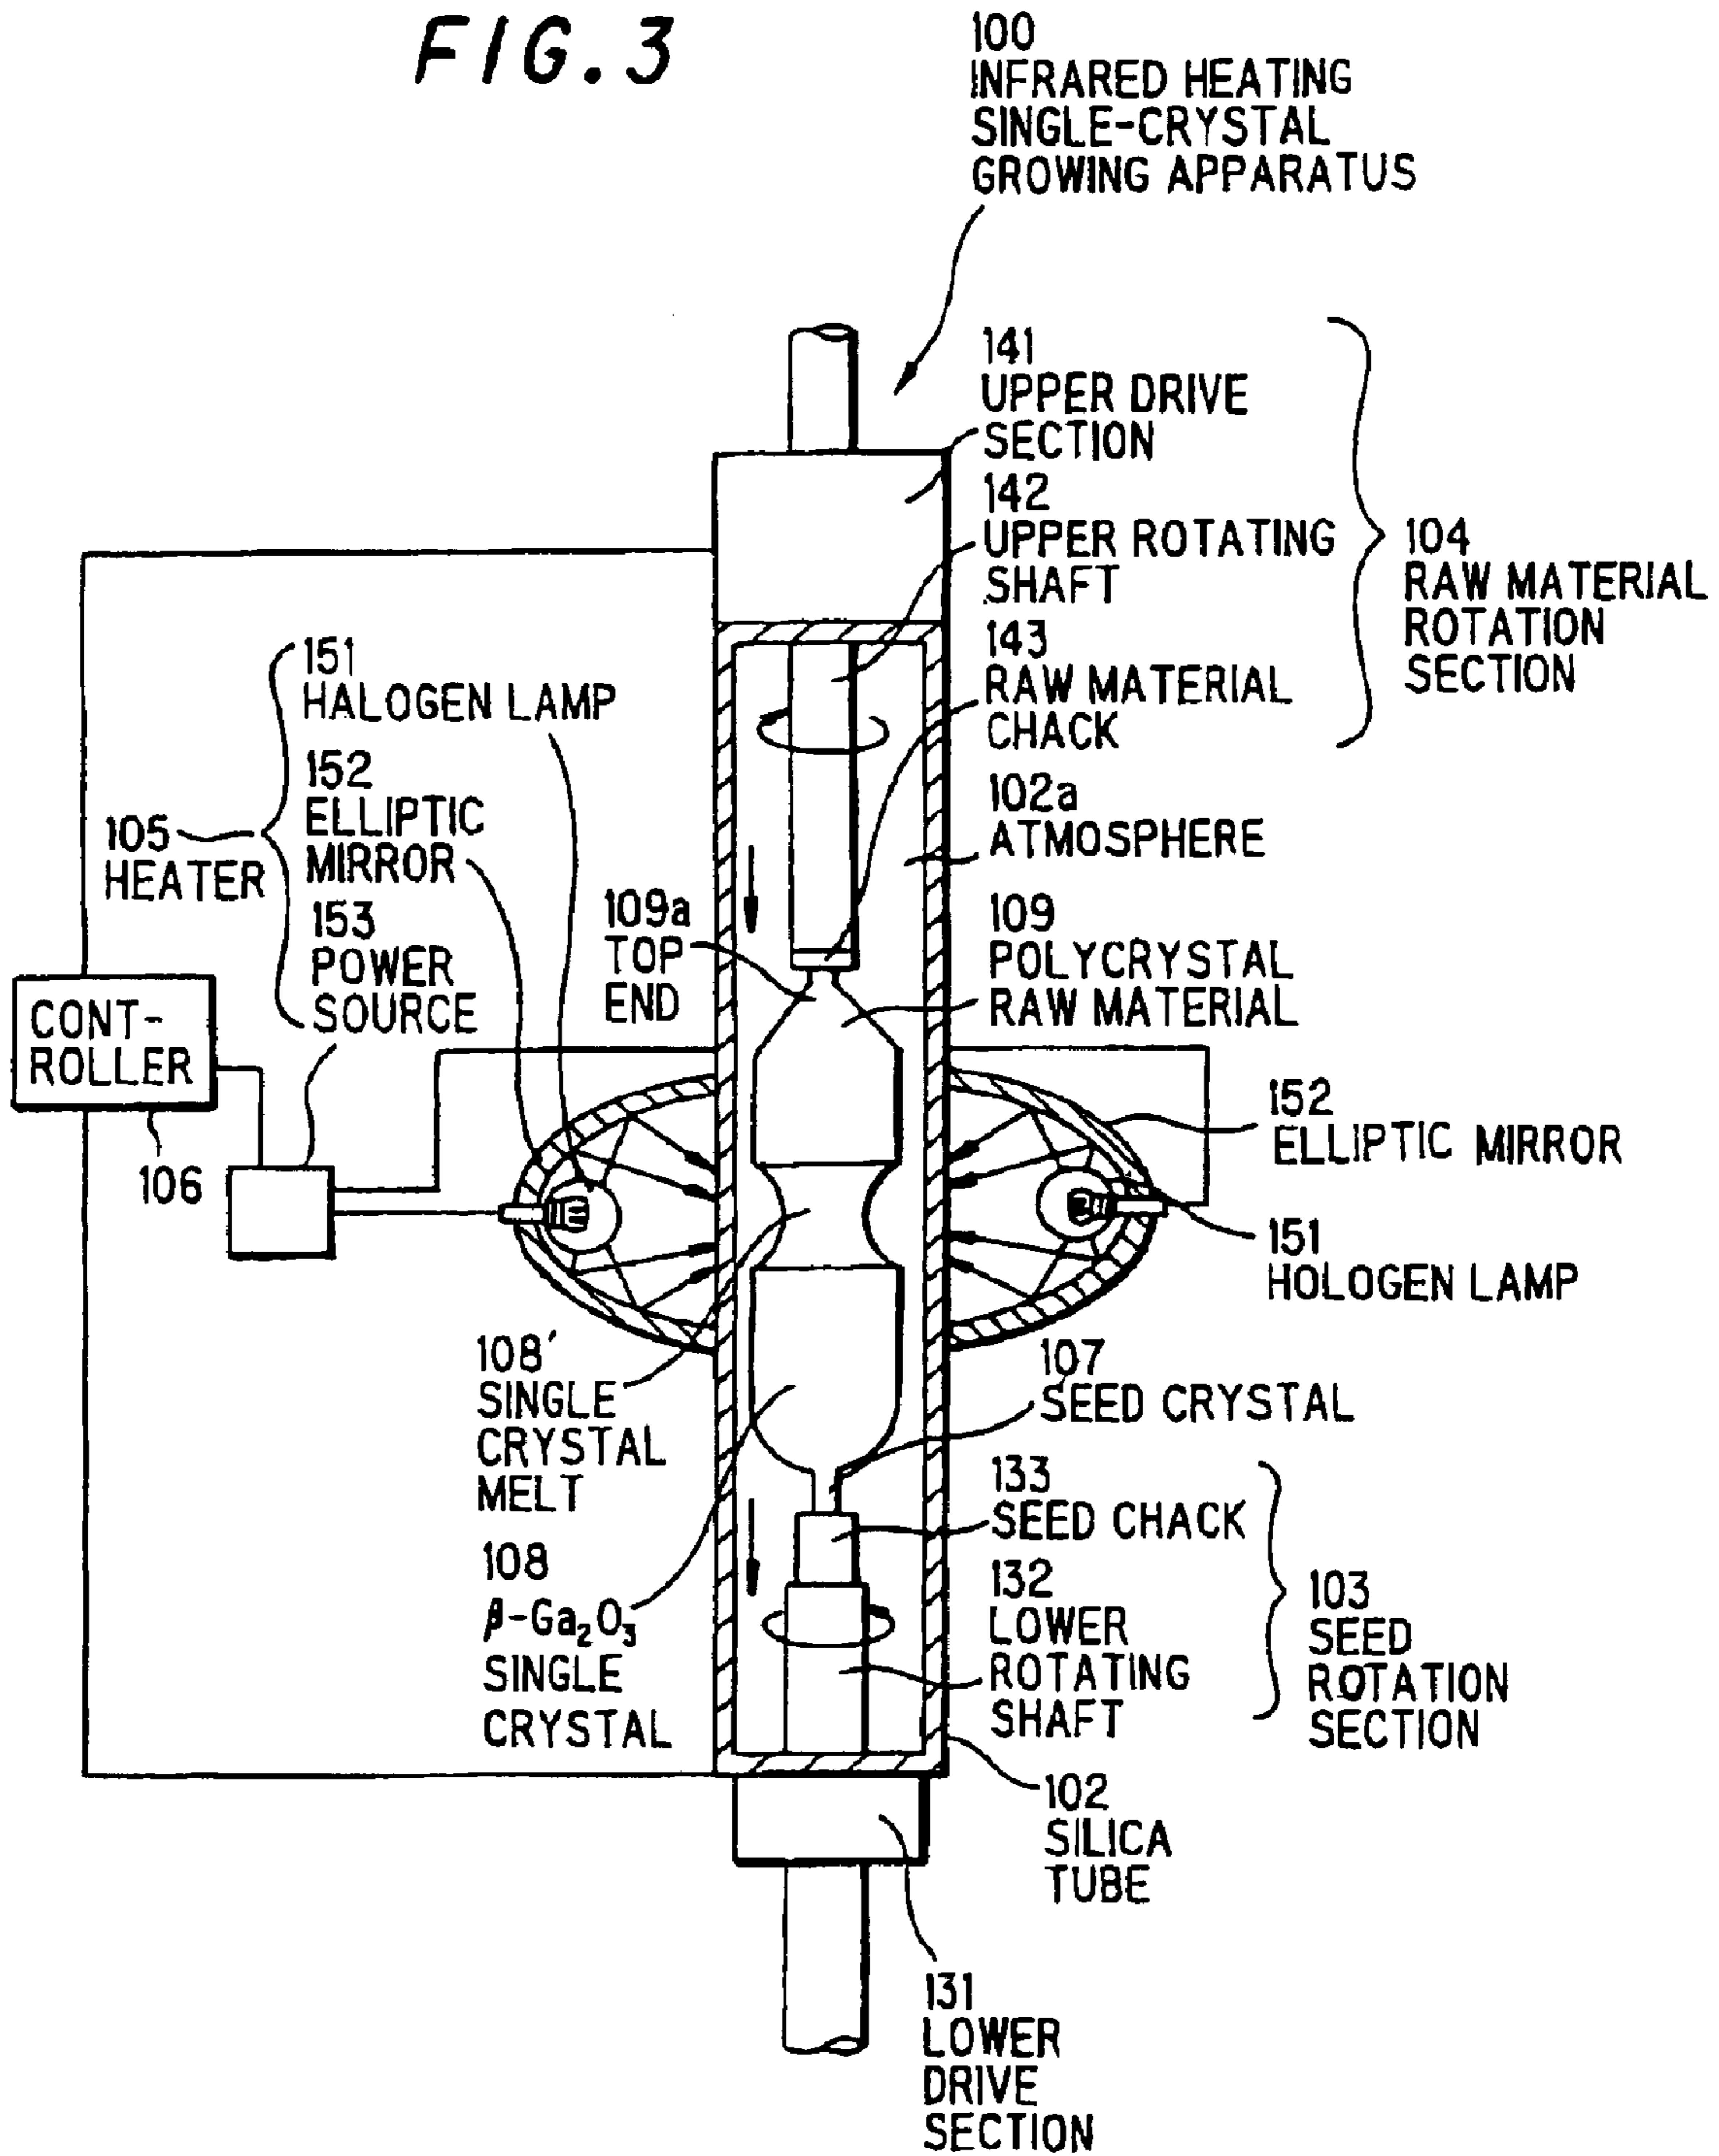 FIG. 3
100
INFRARED HEATING
SINGLE-CRYSTAL
GROWING APPARATUS
141
UPPER DRIVE
SECTION
142
UPPER ROTATING
SHAFT
143
RAW MATERIAL
CHACK
104
RAW MATERIAL
ROTATION
SECTION
102a
ATMOSPHERE
109
POLYCRYSTAL
RAW MATERIAL
151
HALOGEN LAMP
152
ELLIPTIC
MIRROR
153
POWER
SOURCE
105
HEATER
109a
TOP
END
CONT-
ROLLER
106
152
ELLIPTIC MIRROR
151
HOLOGEN LAMP
108'
SINGLE
CRYSTAL
MELT
107
SEED CRYSTAL
133
SEED CHACK
132
LOWER
ROTATING
SHAFT
103
SEED
ROTATION
SECTION
108
β-Ga₂O₃
SINGLE
CRYSTAL
102
SILICA
TUBE
131
LOWER
DRIVE
SECTION